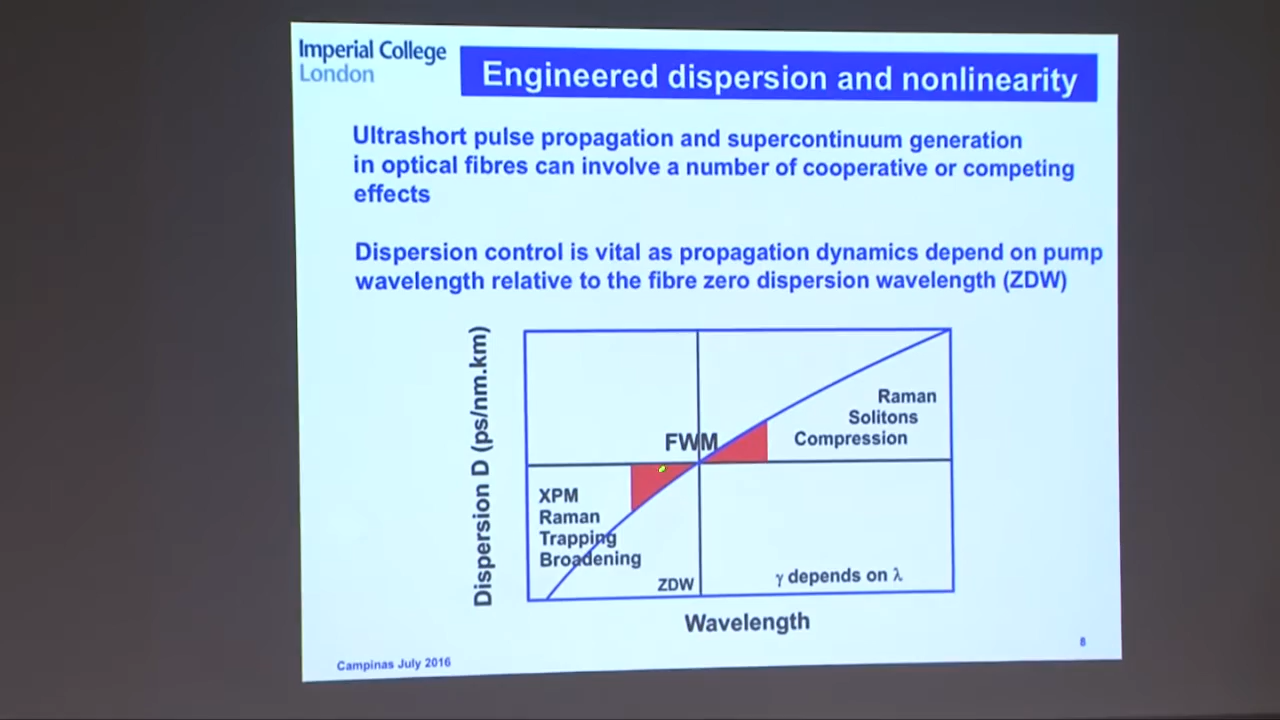 Imperial College
London
Engineered dispersion and nonlinearity
Ultrashort pulse propagation and supercontinuum generation
in optical fibres can involve a number of cooperative or competing
effects
Dispersion control is vital as propagation dynamics depend on pump
wavelength relative to the fibre zero dispersion wavelength (ZDW)
Dispersion D (ps/nm.km)
Raman
Solitons
Compression
FWM
XPM
Raman
Trapping
Broadening
ZDW
γ depends on λ
Wavelength
Campinas July 2016
8